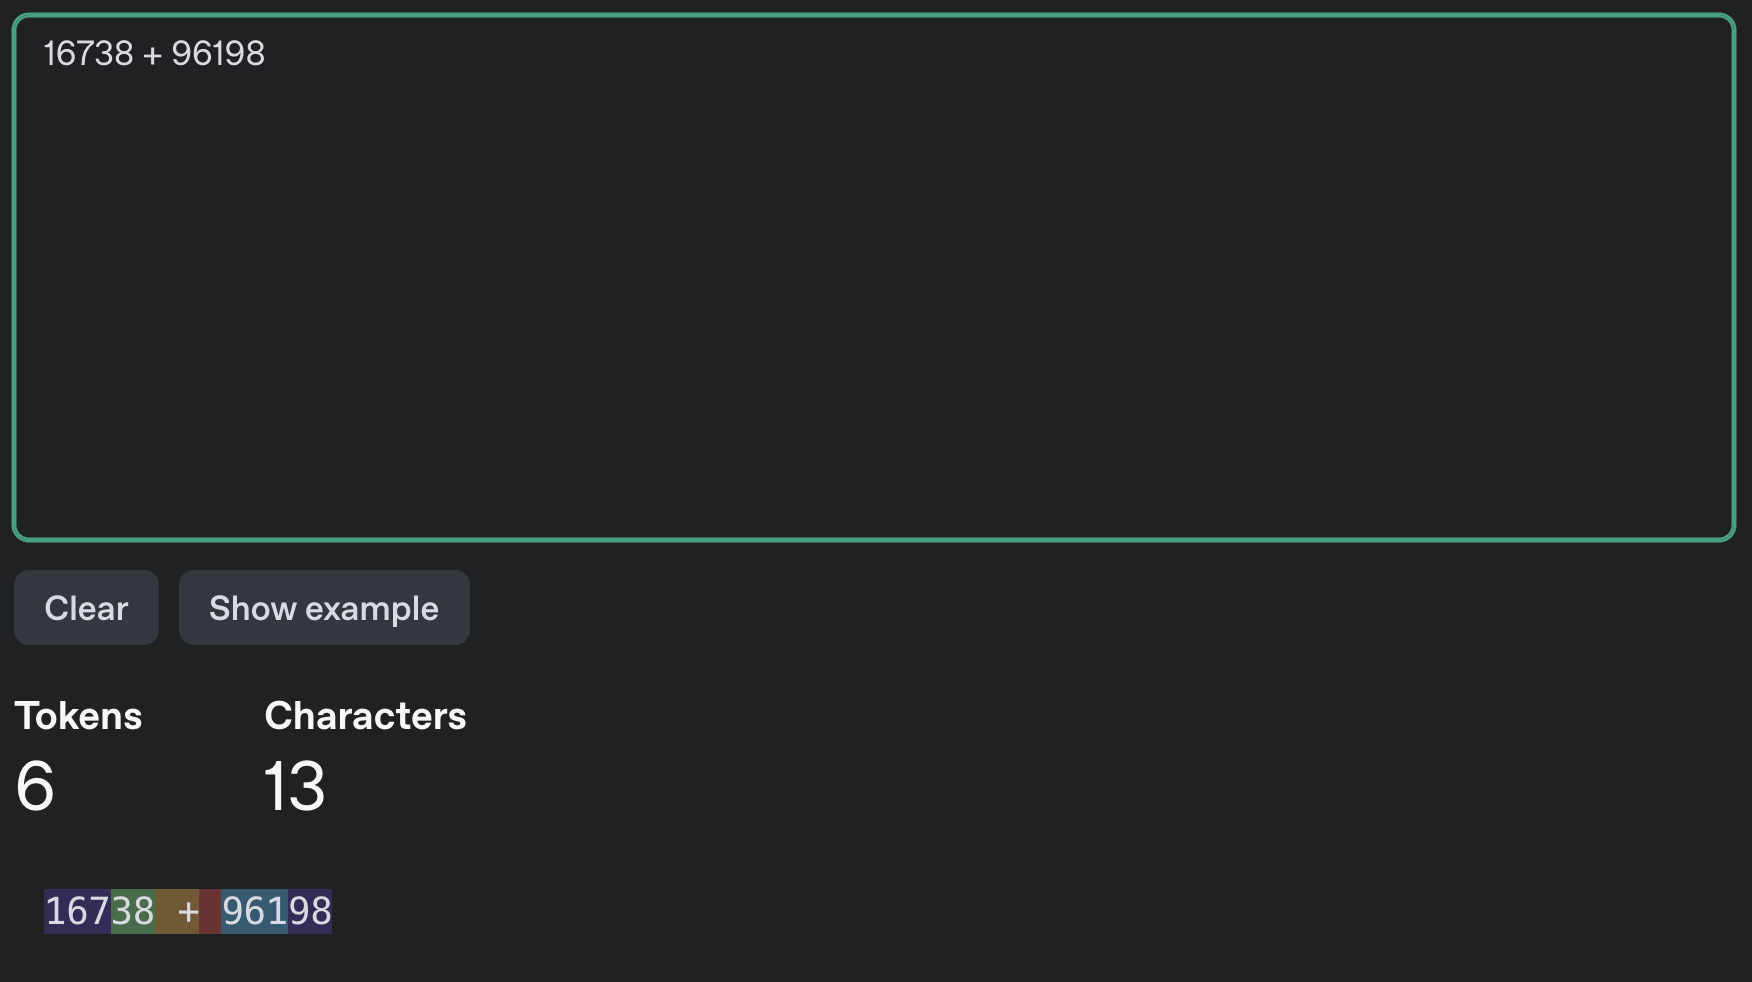 16738 + 96198
Clear Show example
Tokens Characters
6 13
16738 + 96198